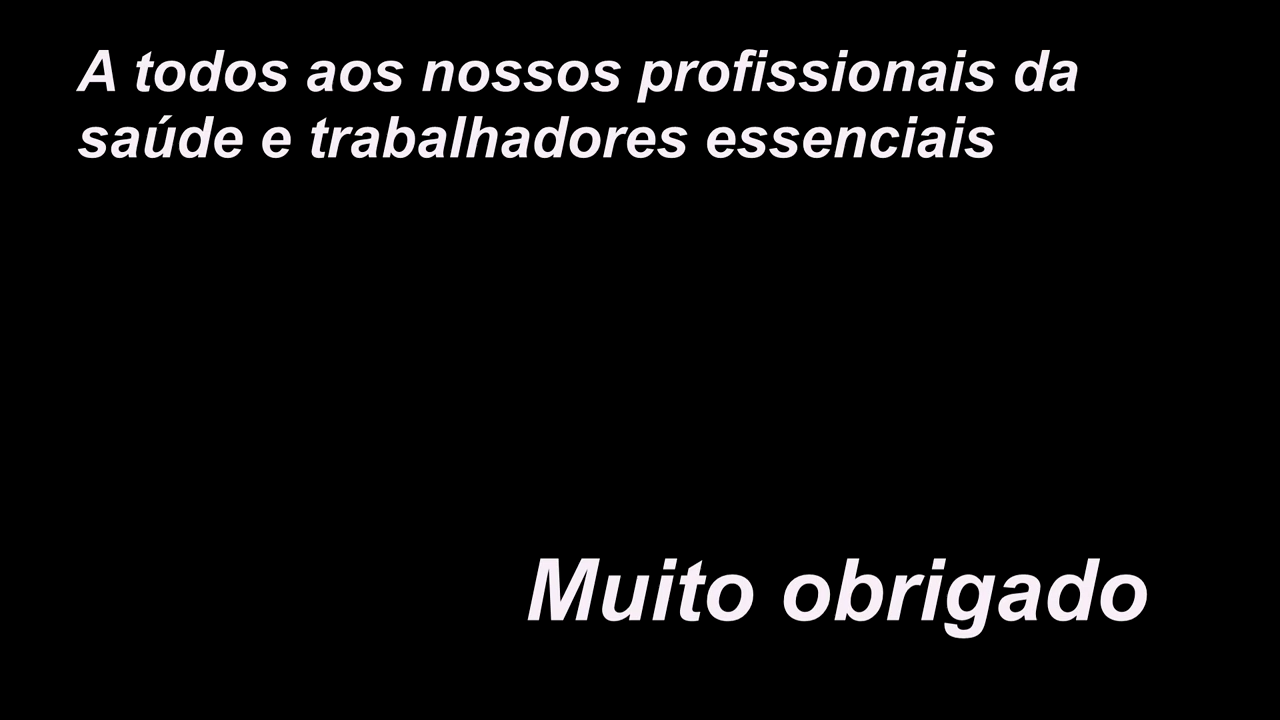 A todos aos nossos profissionais da
saúde e trabalhadores essenciais
Muito obrigado